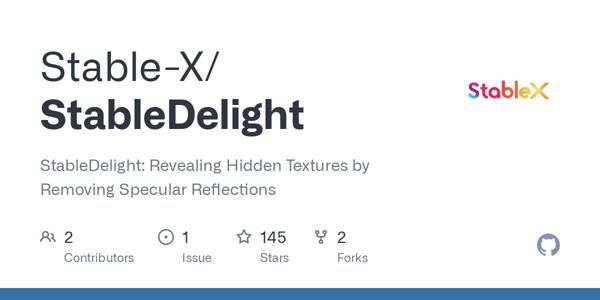 Stable-X/
StableDelight
StableX
StableDelight: Revealing Hidden Textures by
Removing Specular Reflections
2
Contributors
1
Issue
145
Stars
2
Forks